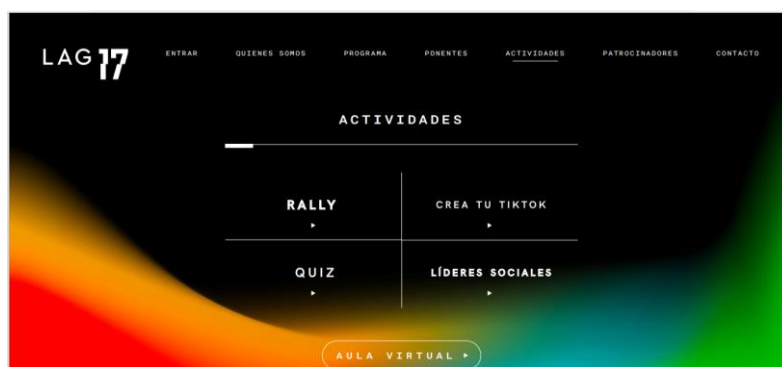 LAG 17
ENTRAR QUIENES SOMOS PROGRAMA PONENTES ACTIVIDADES PATROCINADORES CONTACTO
ACTIVIDADES
RALLY CREA TU TIKTOK
QUIZ LÍDERES SOCIALES
AULA VIRTUAL